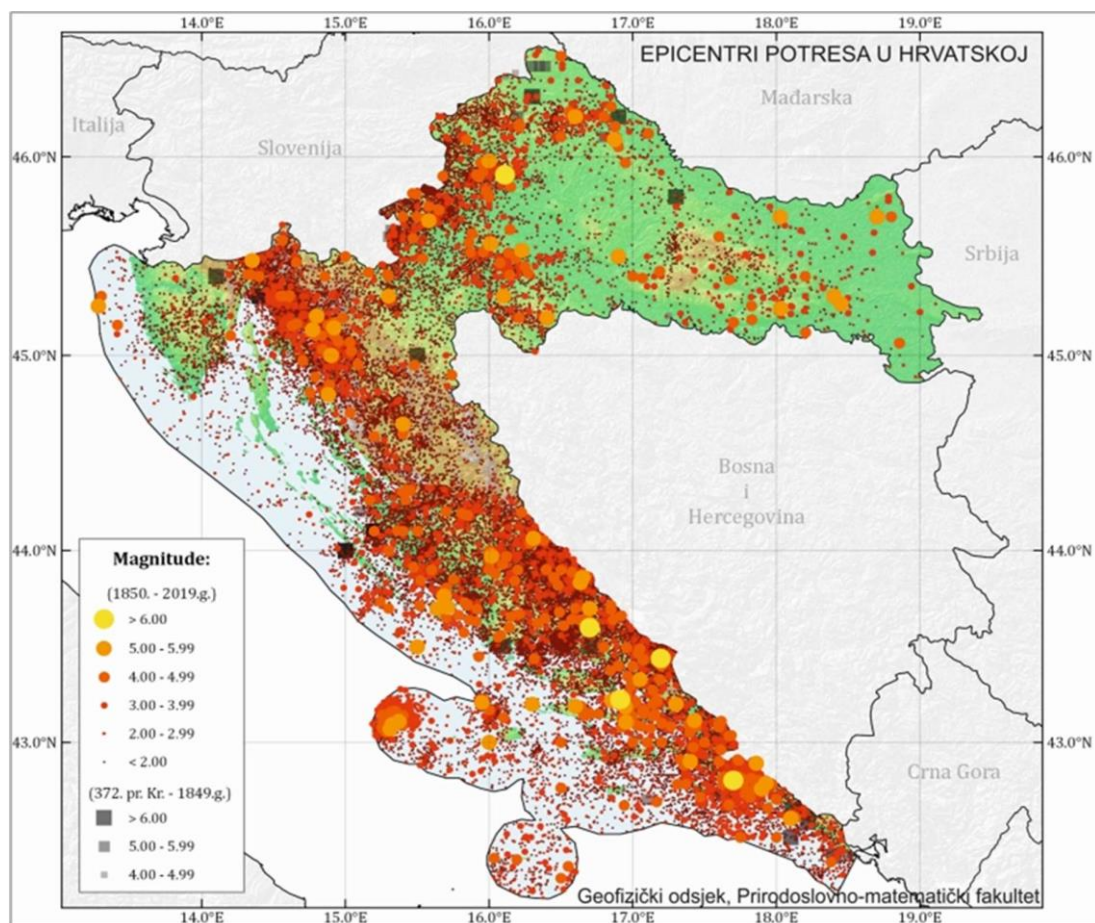 14.0°E 15.0°E 16.0°E 17.0°E 18.0°E 19.0°E
EPICENTRI POTRESA U HRVATSKOJ
Mađarska
Italija
Slovenija
46.0°N 46.0°N
Srbija
45.0°N 45.0°N
Bosna
i
Hercegovina
44.0°N 44.0°N
Magnitude:
(1850. - 2019.g.)
> 6.00
5.00 - 5.99
4.00 - 4.99
3.00 - 3.99
2.00 - 2.99
< 2.00
(372. pr. Kr. - 1849.g.)
> 6.00
5.00 - 5.99
4.00 - 4.99
43.0°N 43.0°N
Crna Gora
Geofizički odsjek, Prirodoslovno-matematički fakultet
14.0°E 15.0°E 16.0°E 17.0°E 18.0°E 19.0°E